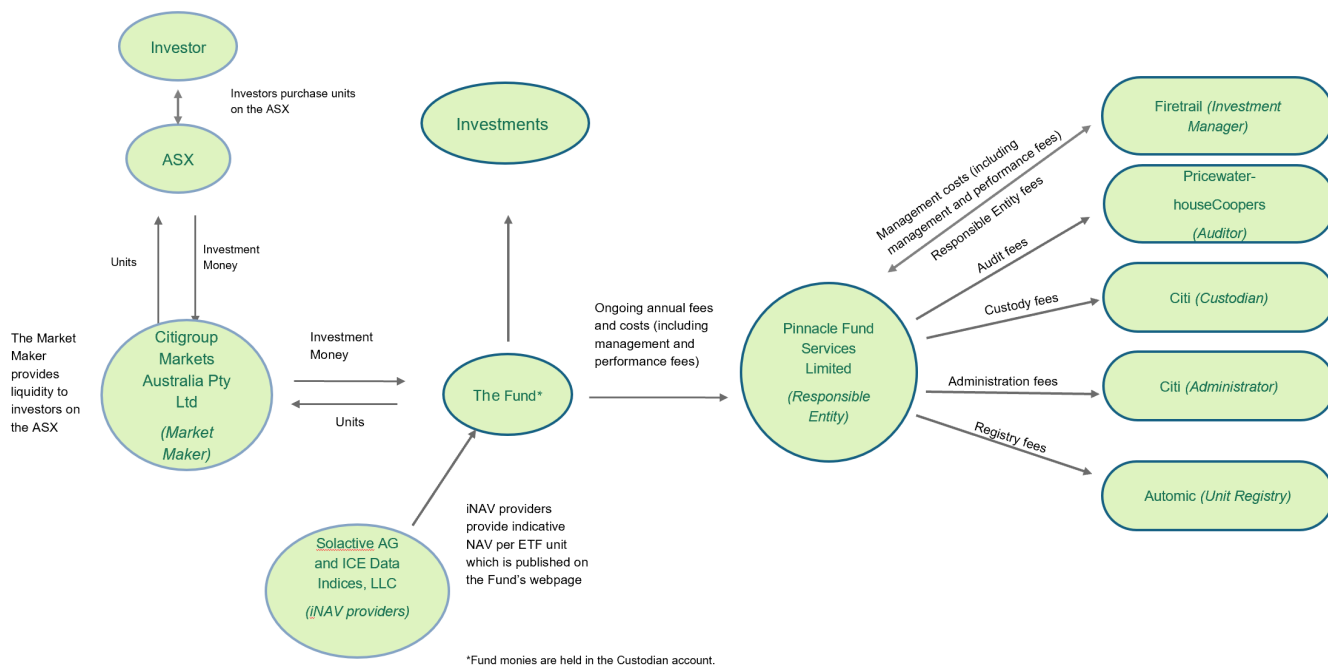 Investor
Investors purchase units
on the ASX
ASX
Units
Investment
Money
The Market
Maker
provides
liquidity to
investors on
the ASX
Citigroup
Markets
Australia Pty
Ltd
(Market
Maker)
Investment
Money
Units
Investments
The Fund*
Solactive AG
and ICE Data
Indices, LLC
(iNAV providers)
iNAV providers
provide indicative
NAV per ETF unit
which is published on
the Fund's webpage
Ongoing annual fees
and costs (including
management and
performance fees)
Pinnacle Fund
Services
Limited
(Responsible
Entity)
Management costs (including
management and performance fees)
Responsible Entity fees
Audit fees
Custody fees
Administration fees
Registry fees
Firetrail (Investment
Manager)
Pricewater-
houseCoopers
(Auditor)
Citi (Custodian)
Citi (Administrator)
Automic (Unit Registry)
*Fund monies are held in the Custodian account.